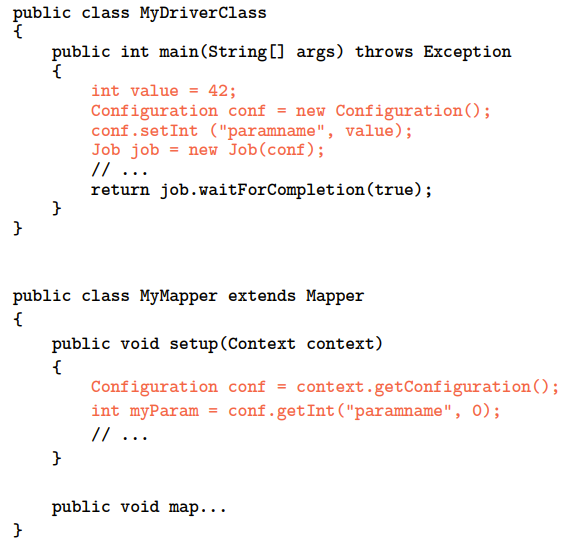 public class MyDriverClass
{
    public int main(String[] args) throws Exception
    {
        int value = 42;
        Configuration conf = new Configuration();
        conf.setInt ("paramname", value);
        Job job = new Job(conf);
        // ...
        return job.waitForCompletion(true);
    }
}
public class MyMapper extends Mapper
{
    public void setup(Context context)
    {
        Configuration conf = context.getConfiguration();
        int myParam = conf.getInt("paramname", 0);
        // ...
    }
    public void map...
}